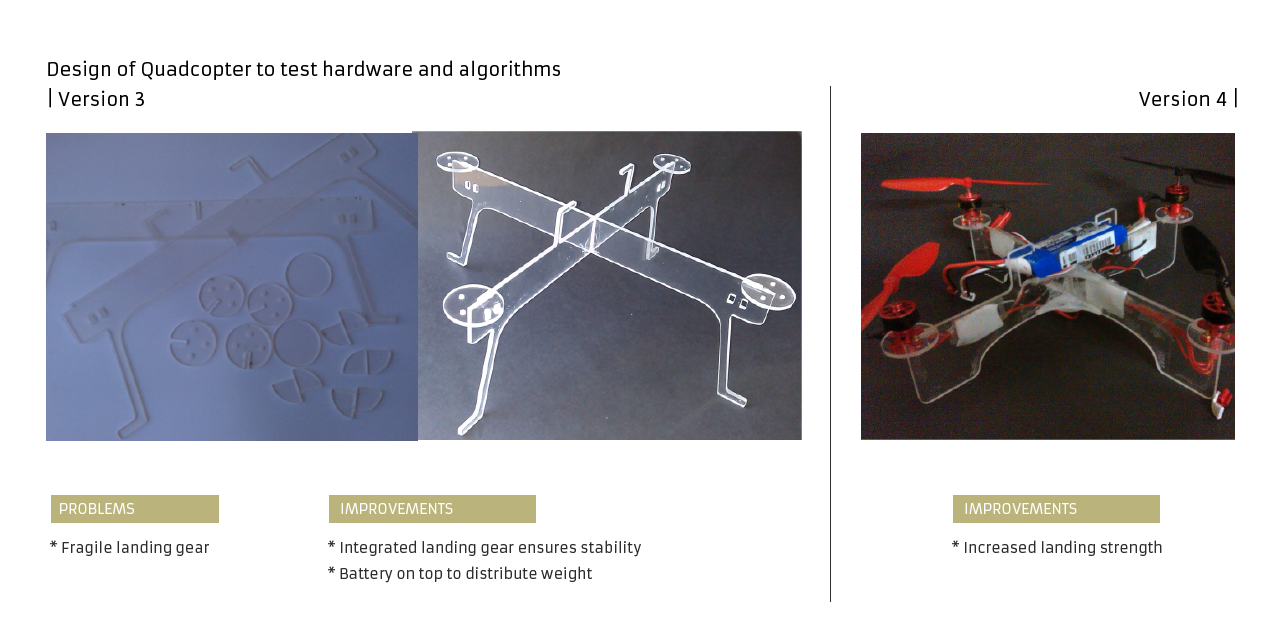 Design of Quadcopter to test hardware and algorithms
| Version 3
Version 4 |
PROBLEMS
* Fragile landing gear
IMPROVEMENTS
* Integrated landing gear ensures stability
* Battery on top to distribute weight
IMPROVEMENTS
* Increased landing strength